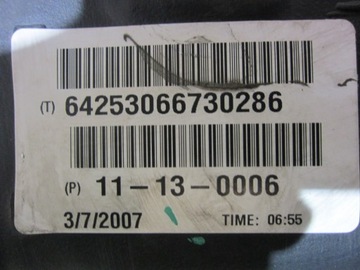 (T) 64253066730286
(P) 11-13-0006
3/7/2007 TIME: 06:55